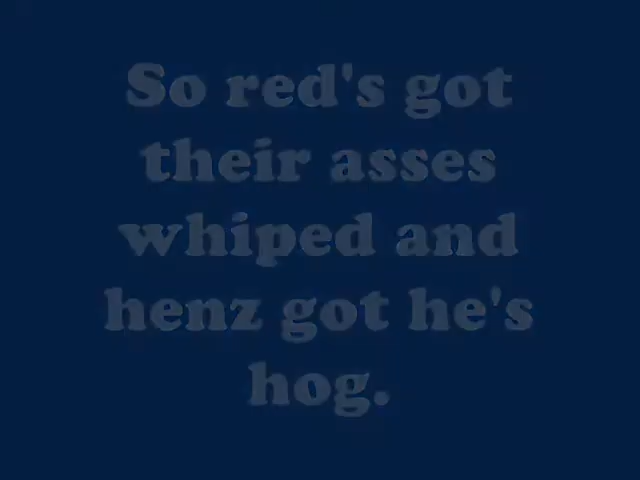 So red's got
their asses
whiped and
henz got he's
hog.